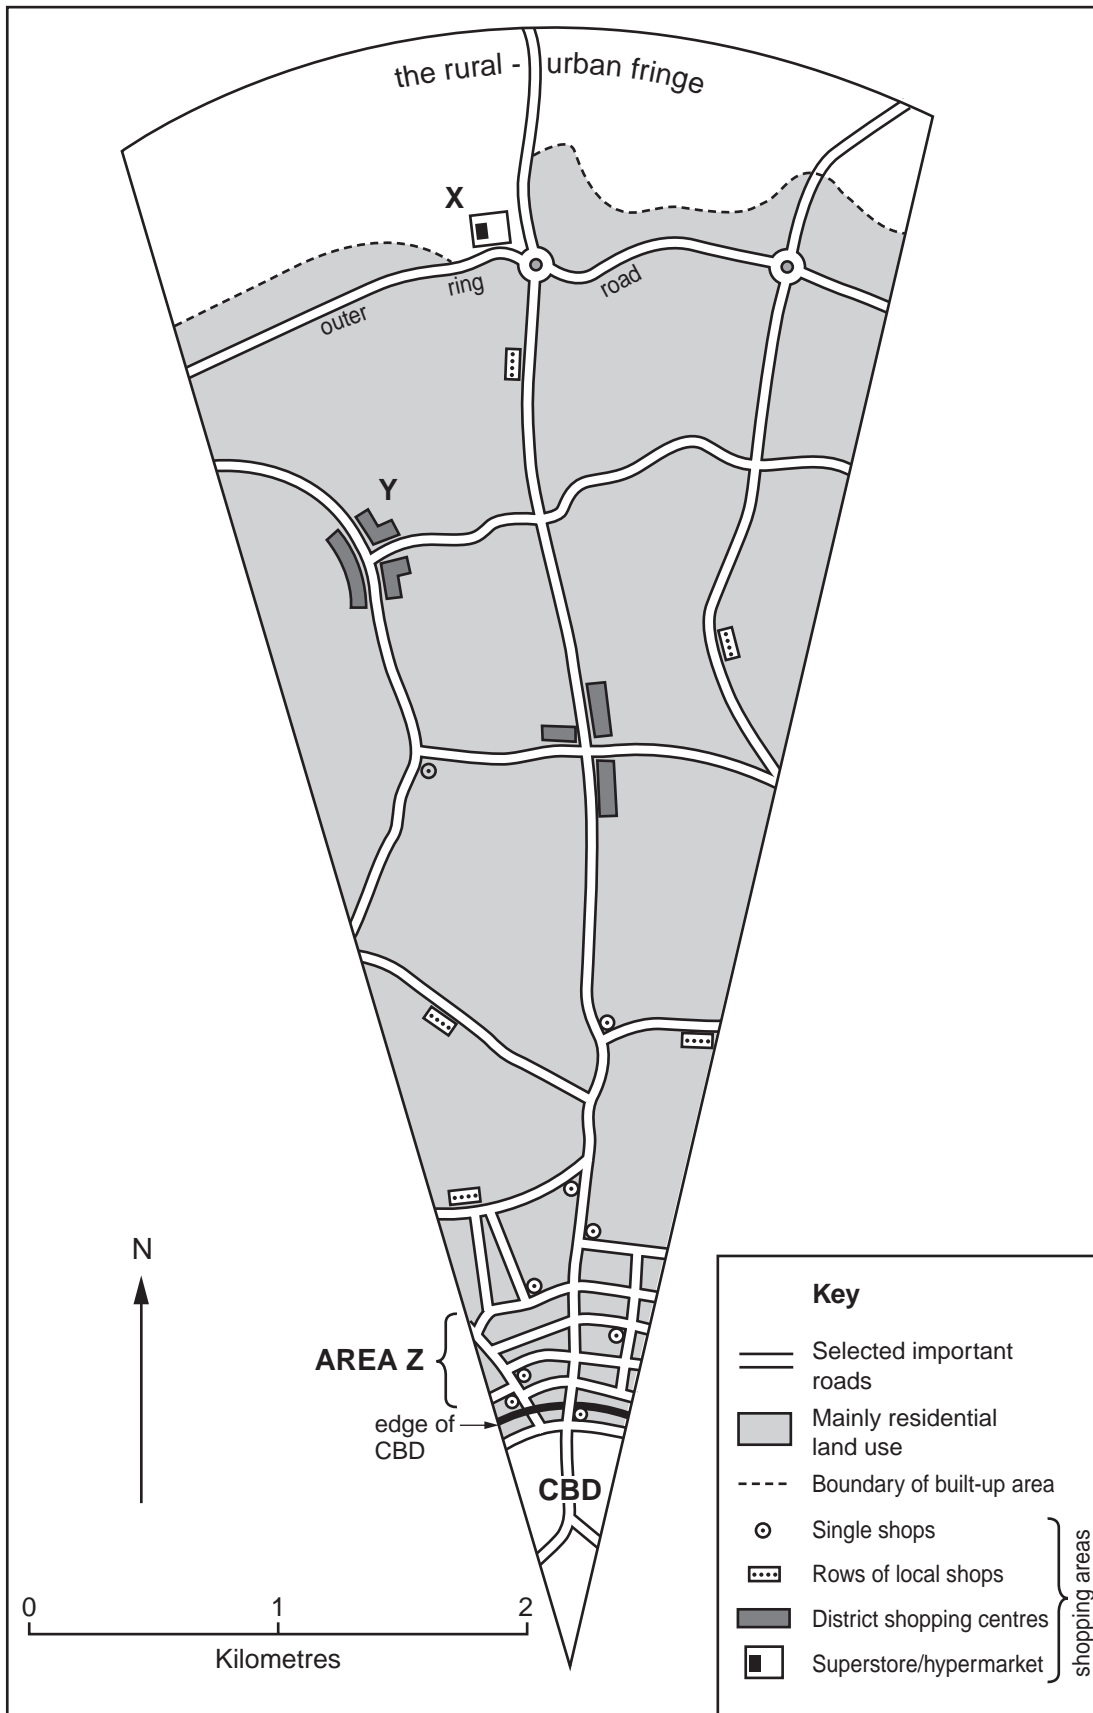 the rural - urban fringe
X
outer ring road
Y
N
AREA Z
edge of
CBD
CBD
0 1 2
Kilometres
Key
Selected important
roads
Mainly residential
land use
Boundary of built-up area
Single shops
Rows of local shops
District shopping centres
Superstore/hypermarket
shopping areas